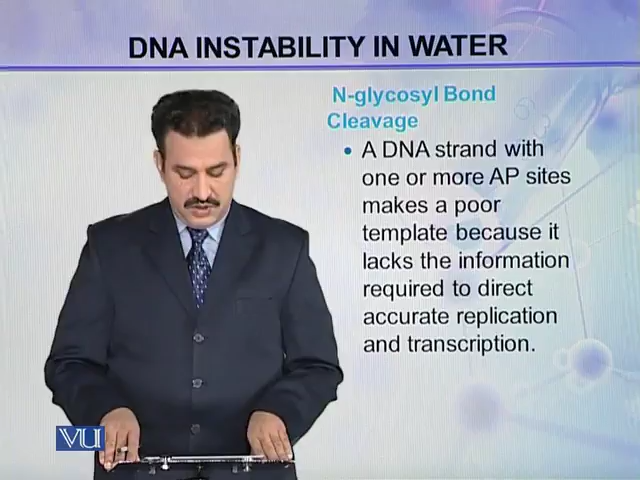 DNA INSTABILITY IN WATER
N-glycosyl Bond
Cleavage
• A DNA strand with
one or more AP sites
makes a poor
template because it
lacks the information
required to direct
accurate replication
and transcription.
VU